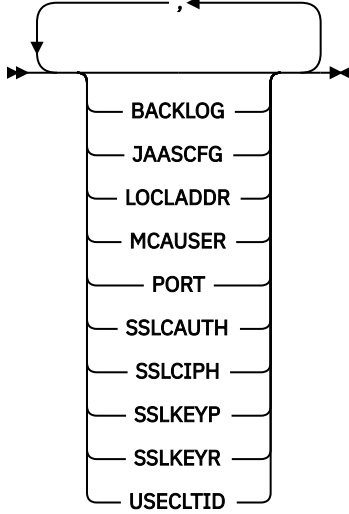 ,
BACKLOG
JAASCFG
LOCLADDR
MCAUSER
PORT
SSLCAUTH
SSLCIPH
SSLKEYP
SSLKEYR
USECLTID